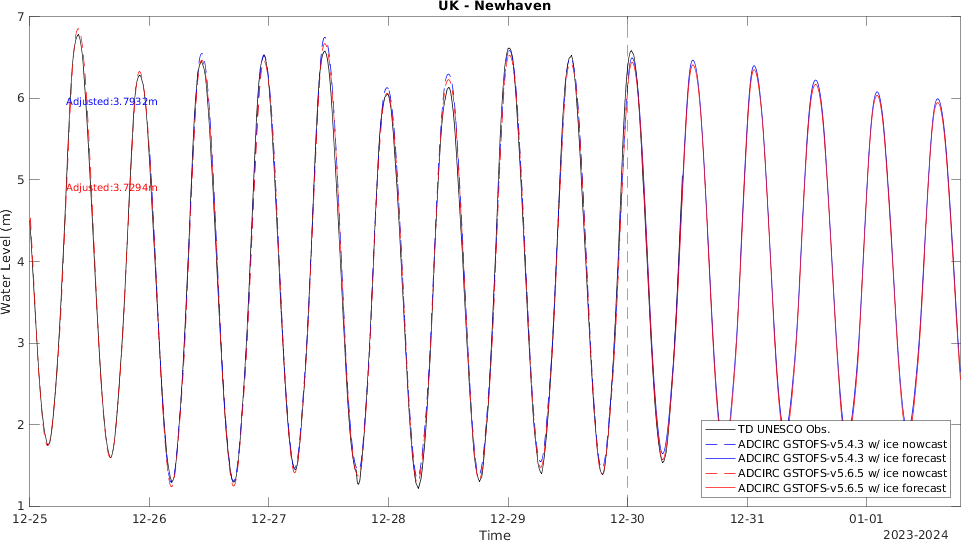 UK - Newhaven
7
6
5
4
3
2
1
Water Level (m)
Adjusted:3.7932m
Adjusted:3.7294m
TD UNESCO Obs.
ADCIRC GSTOFS-v5.4.3 w/ ice nowcast
ADCIRC GSTOFS-v5.4.3 w/ ice forecast
ADCIRC GSTOFS-v5.6.5 w/ ice nowcast
ADCIRC GSTOFS-v5.6.5 w/ ice forecast
12-25 12-26 12-27 12-28 12-29 12-30 12-31 01-01
Time
2023-2024